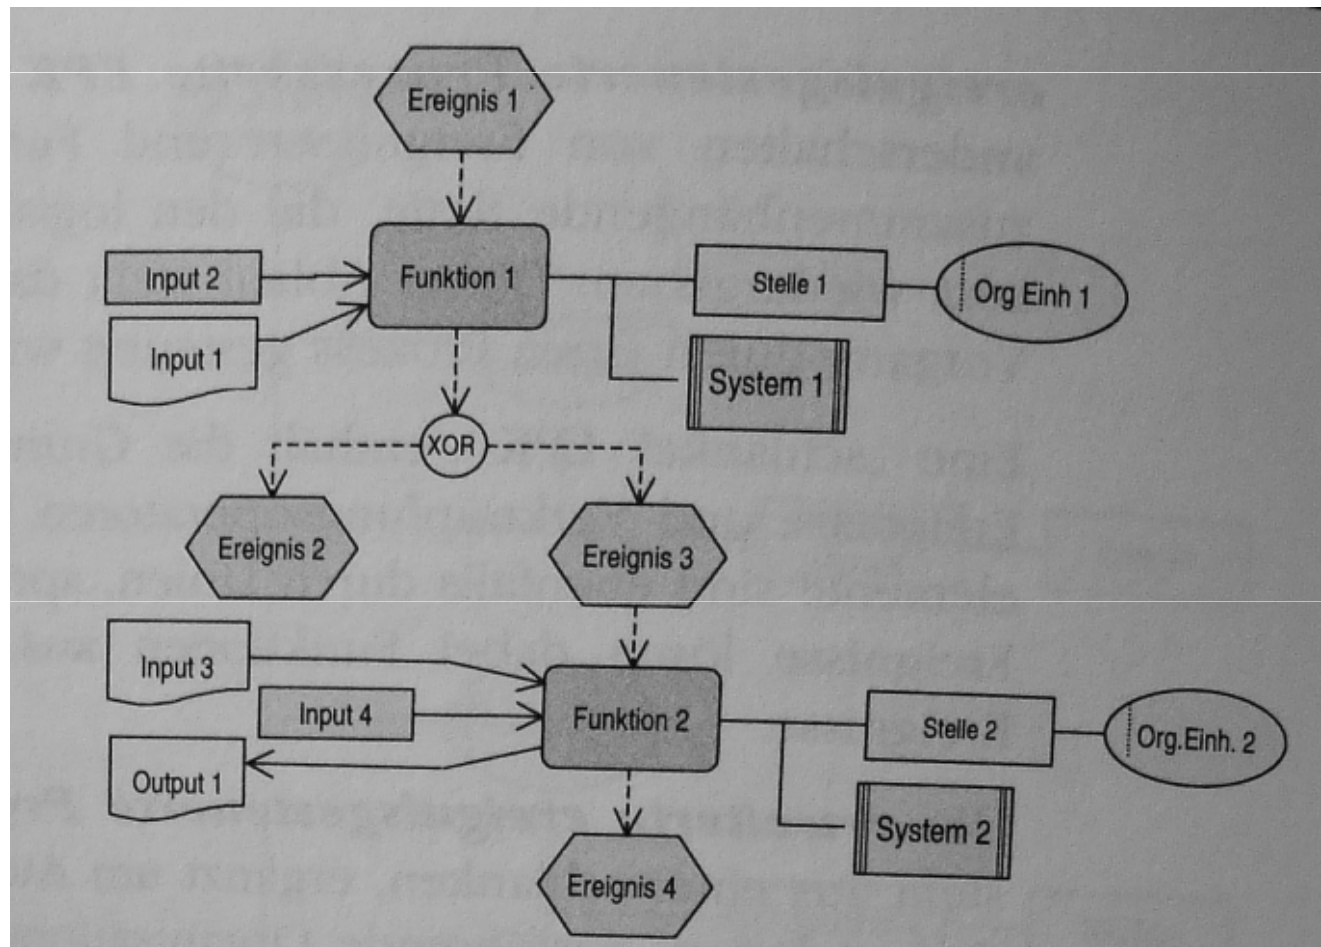 Ereignis 1
Input 2
Funktion 1
Stelle 1
Org Einh 1
Input 1
System 1
XOR
Ereignis 2
Ereignis 3
Input 3
Input 4
Funktion 2
Stelle 2
Org.Einh. 2
Output 1
System 2
Ereignis 4